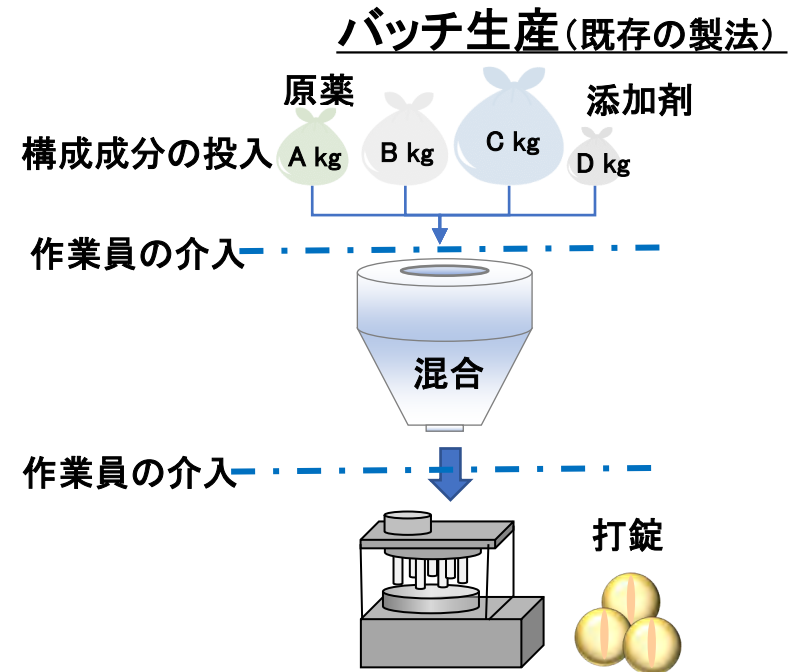 バッチ生産（既存の製法）
原薬
添加剤
構成成分の投入
A kg
B kg
C kg
D kg
作業員の介入
混合
作業員の介入
打錠